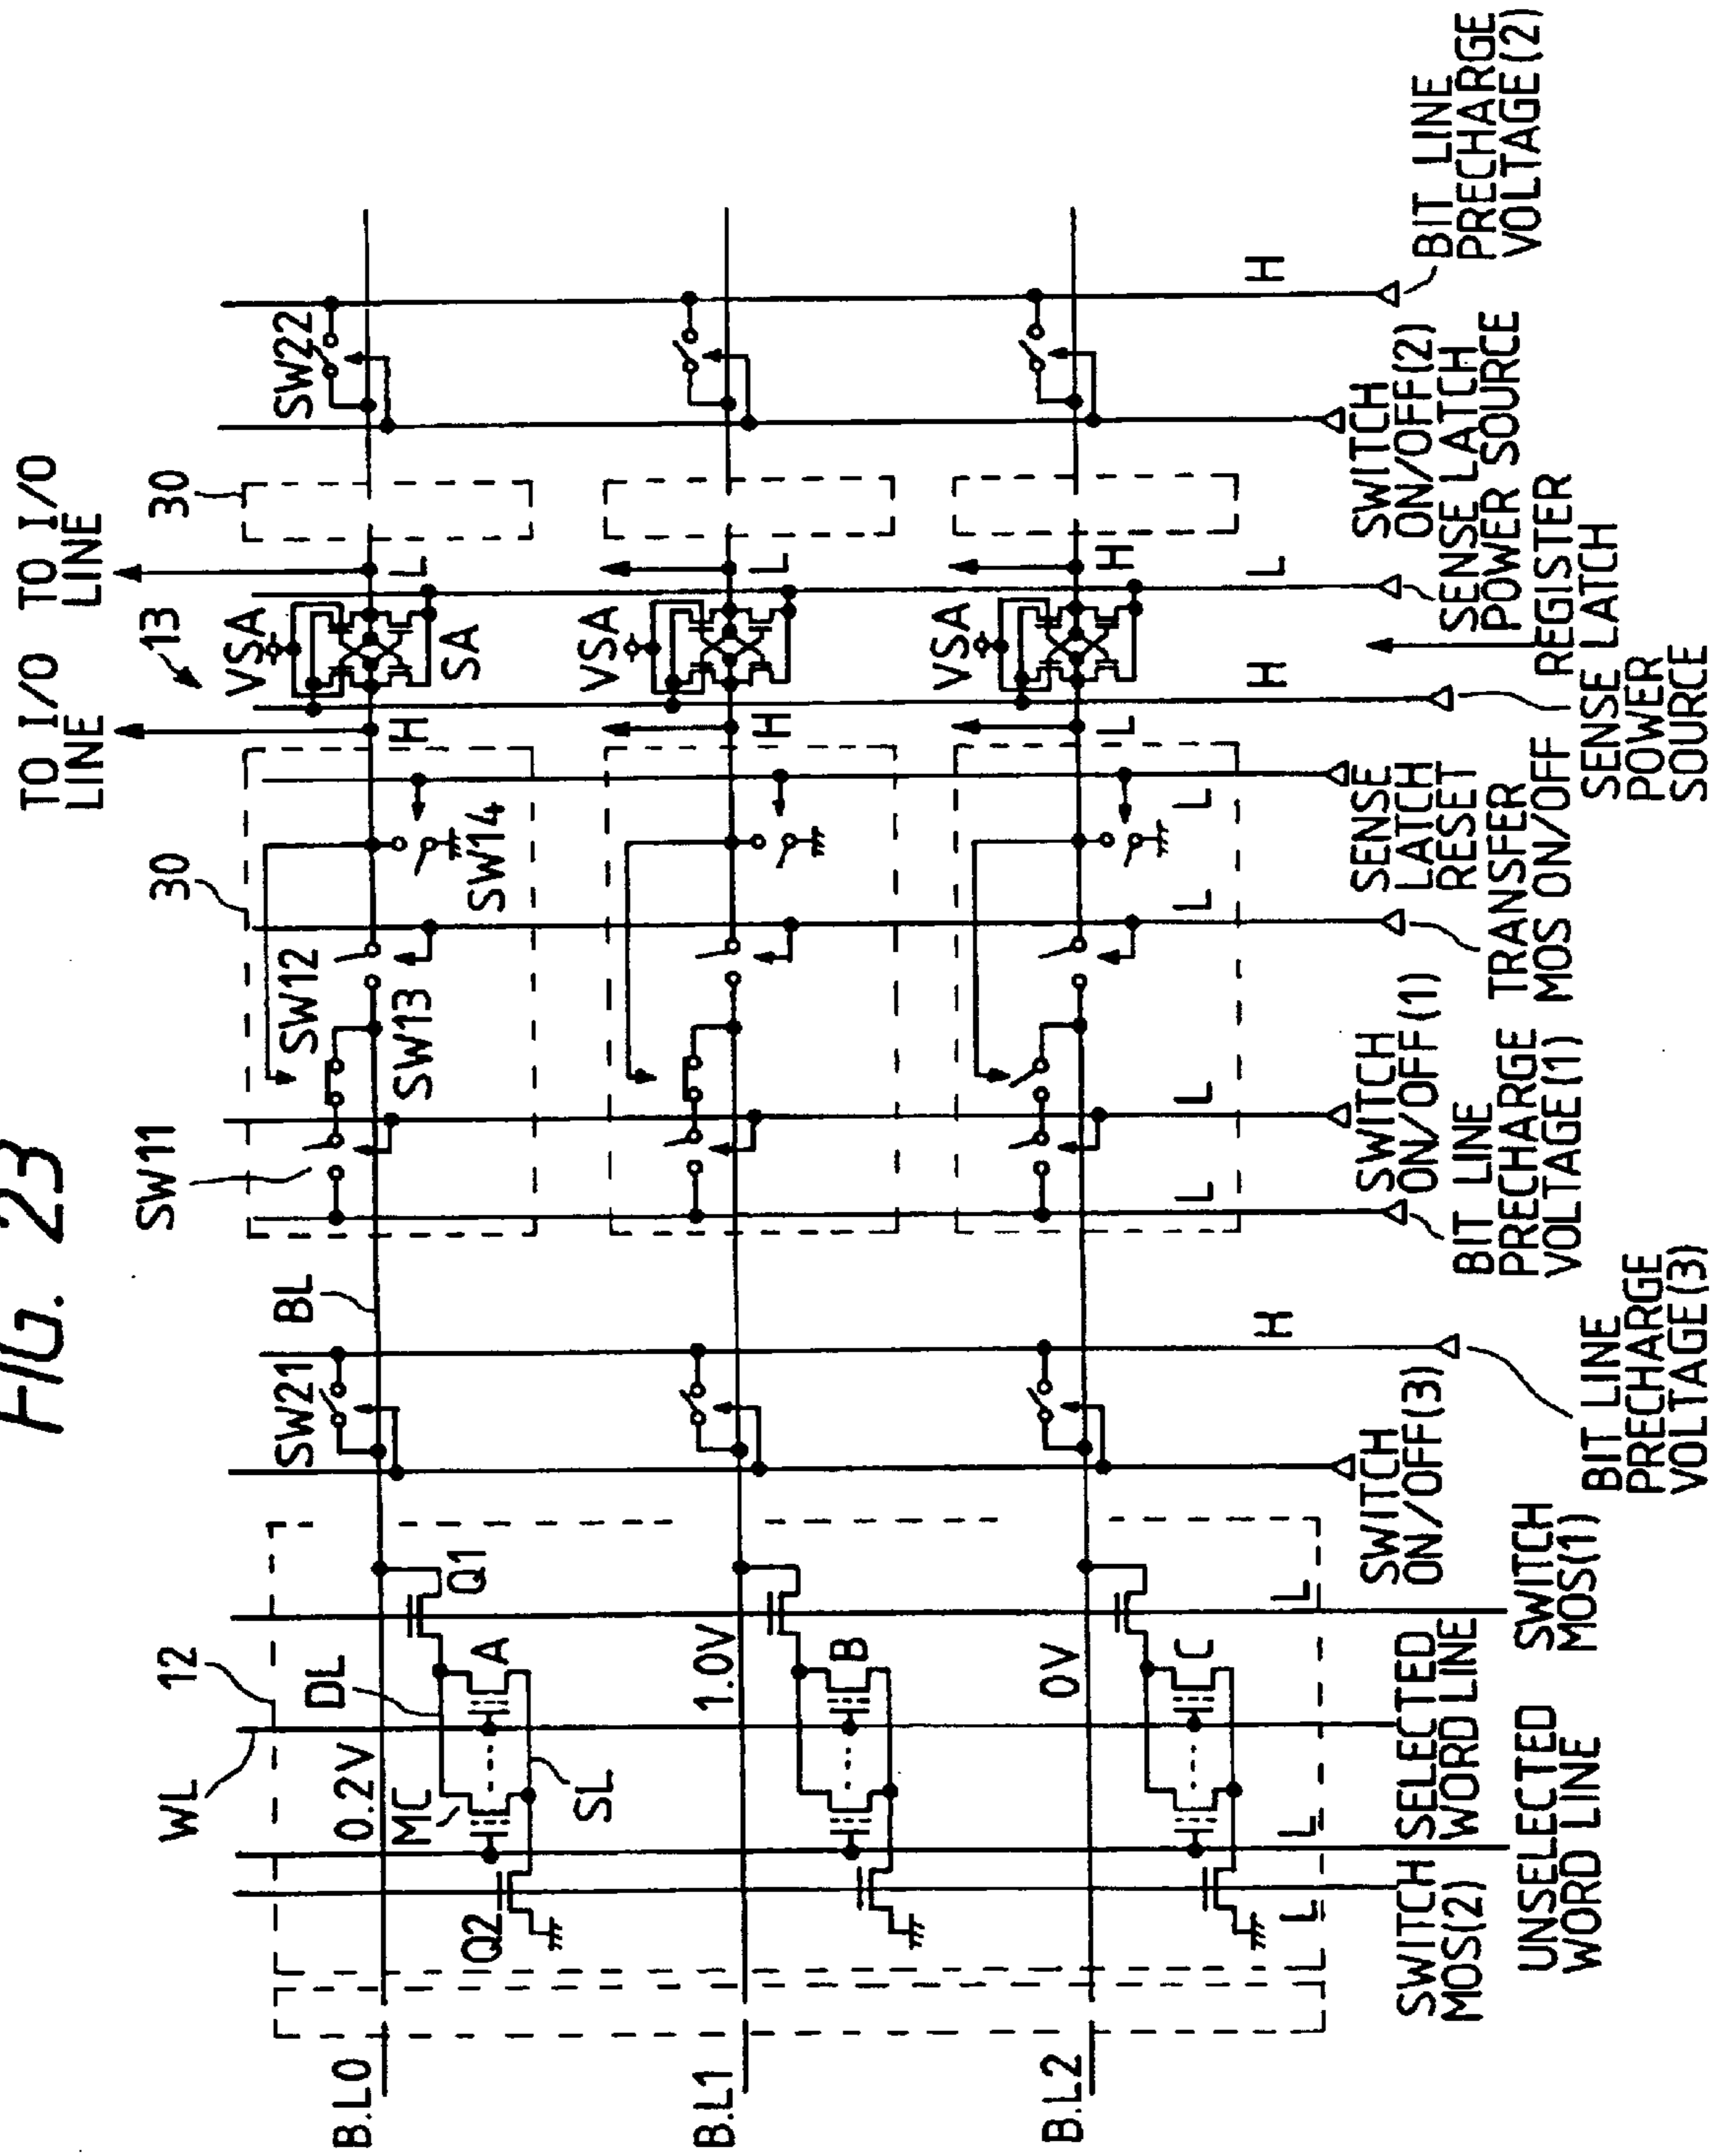 FIG. 23
TO I/O
LINE
TO I/O
LINE
13
30
30
SW11
SW12
SW13
SW14
VSA
SA
H
L
SW22
SW21
BL
12
WL
DL
0.2V
MC
A
Q1
SL
Q2
B.L0
VSA
H
L
1.0V
B
B.L1
VSA
L
H
0V
C
B.L2
L
L
L
H
L
L
L
L
H
L
H
SWITCH
MOS(2)
UNSELECTED
WORD LINE
SELECTED
WORD LINE
SWITCH
MOS(1)
SWITCH
ON/OFF(3)
BIT LINE
PRECHARGE
VOLTAGE(3)
BIT LINE
PRECHARGE
VOLTAGE(1)
SWITCH
ON/OFF(1)
TRANSFER
MOS ON/OFF
SENSE
LATCH
RESET
SENSE LATCH
POWER
SOURCE
REGISTER
SENSE LATCH
POWER SOURCE
SWITCH
ON/OFF(2)
BIT LINE
PRECHARGE
VOLTAGE(2)